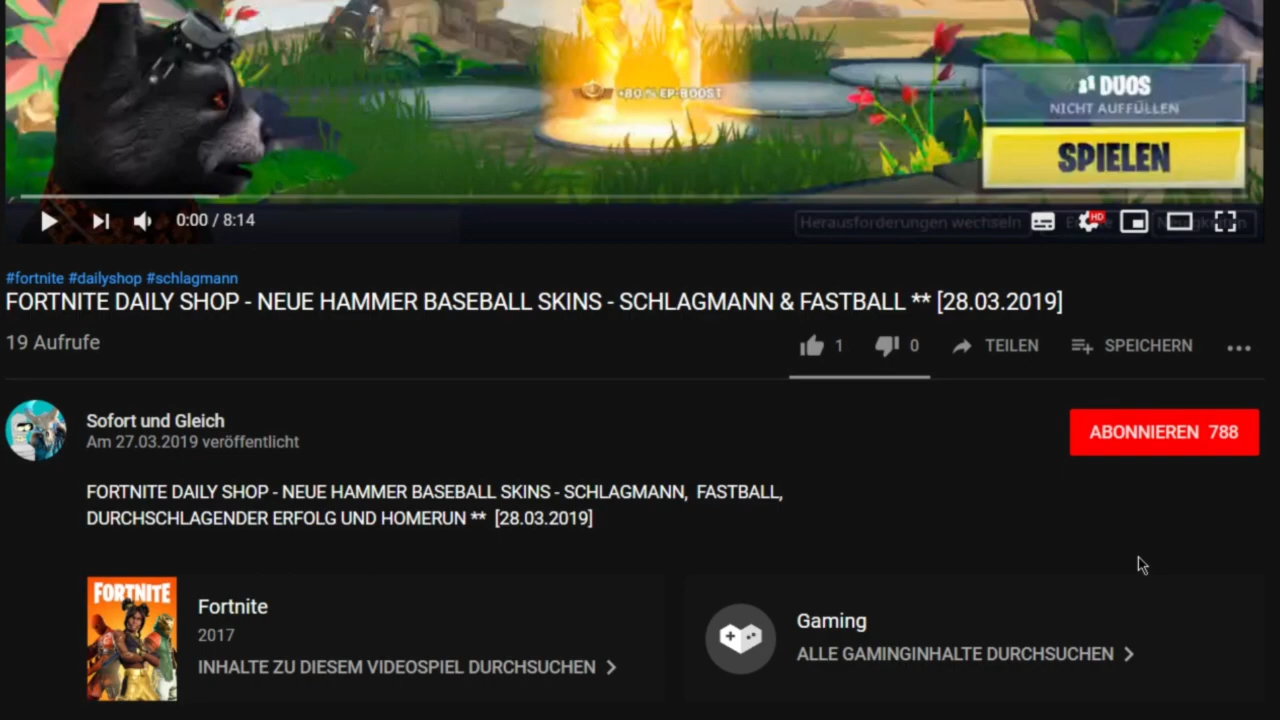 +80 % EP-BOOST
DUOS
NICHT AUFFÜLLEN
SPIELEN
0:00 / 8:14
Herausforderungen wechseln
HD
#fortnite #dailyshop #schlagmann
FORTNITE DAILY SHOP - NEUE HAMMER BASEBALL SKINS - SCHLAGMANN & FASTBALL ** [28.03.2019]
19 Aufrufe
1 0 TEILEN SPEICHERN
Sofort und Gleich
Am 27.03.2019 veröffentlicht
ABONNIEREN 788
FORTNITE DAILY SHOP - NEUE HAMMER BASEBALL SKINS - SCHLAGMANN, FASTBALL,
DURCHSCHLAGENDER ERFOLG UND HOMERUN ** [28.03.2019]
FORTNITE
Fortnite
2017
INHALTE ZU DIESEM VIDEOSPIEL DURCHSUCHEN
Gaming
ALLE GAMINGINHALTE DURCHSUCHEN